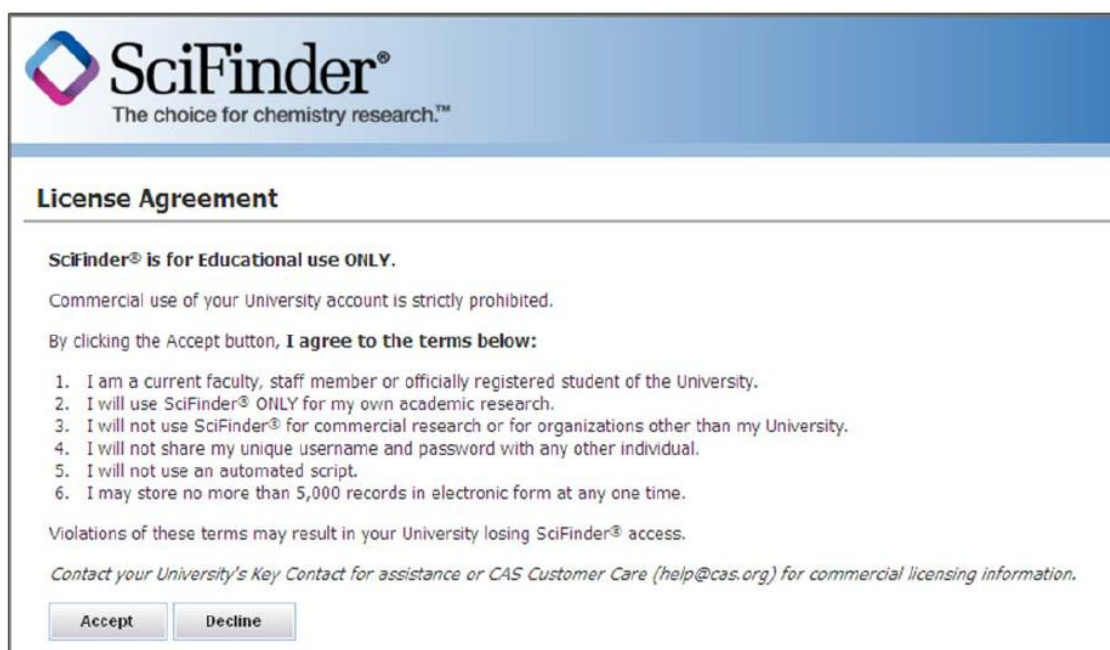 SciFinder®
The choice for chemistry research.™
License Agreement
SciFinder® is for Educational use ONLY.
Commercial use of your University account is strictly prohibited.
By clicking the Accept button, I agree to the terms below:
1. I am a current faculty, staff member or officially registered student of the University.
2. I will use SciFinder® ONLY for my own academic research.
3. I will not use SciFinder® for commercial research or for organizations other than my University.
4. I will not share my unique username and password with any other individual.
5. I will not use an automated script.
6. I may store no more than 5,000 records in electronic form at any one time.
Violations of these terms may result in your University losing SciFinder® access.
Contact your University's Key Contact for assistance or CAS Customer Care (help@cas.org) for commercial licensing information.
Accept Decline